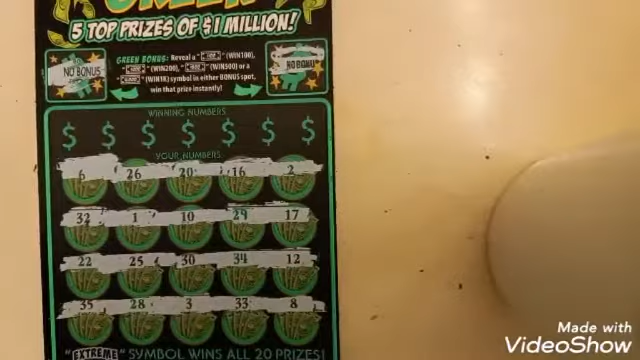 5 TOP PRIZES OF $1 MILLION!
GREEN BONUS: Reveal a (WIN100),
(WIN200), (WIN500) or a
(WIN1K) symbol in either BONUS spot,
win that prize instantly!
NO BONUS
NO BONUS
WINNING NUMBERS
$ $ $ $ $ $ $
YOUR NUMBERS
6 26 20 16 2
32 1 10 29 17
22 25 30 34 12
35 28 3 33 8
"EXTREME" SYMBOL WINS ALL 20 PRIZES!
Made with
VideoShow